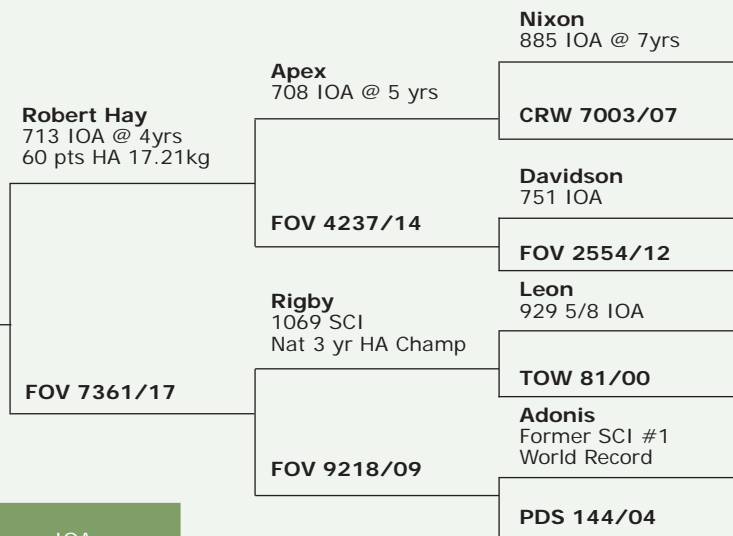 Robert Hay
713 IOA @ 4yrs
60 pts HA 17.21kg
FOV 7361/17
Apex
708 IOA @ 5 yrs
FOV 4237/14
Rigby
1069 SCI
Nat 3 yr HA Champ
FOV 9218/09
Nixon
885 IOA @ 7yrs
CRW 7003/07
Davidson
751 IOA
FOV 2554/12
Leon
929 5/8 IOA
TOW 81/00
Adonis
Former SCI #1
World Record
PDS 144/04
IOA